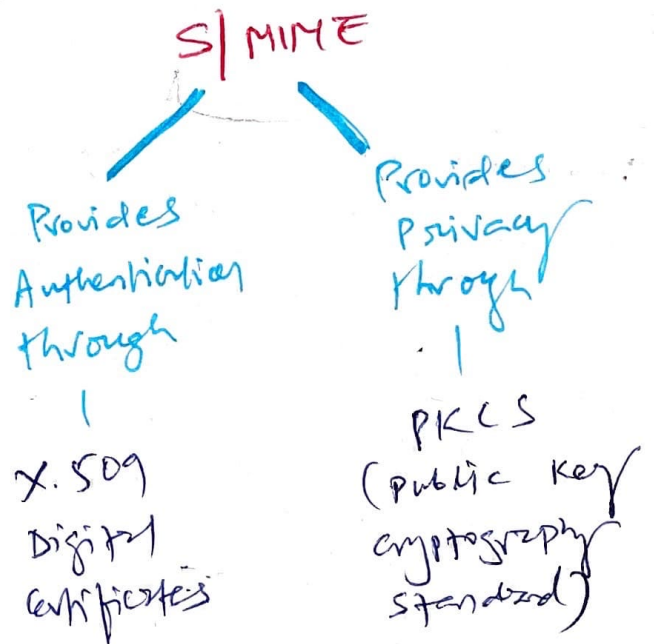 S/MIME
Provides
Authentication
through
X.509
Digital
Certificates
Provides
Privacy
through
PKCS
(Public Key
cryptography
standard)